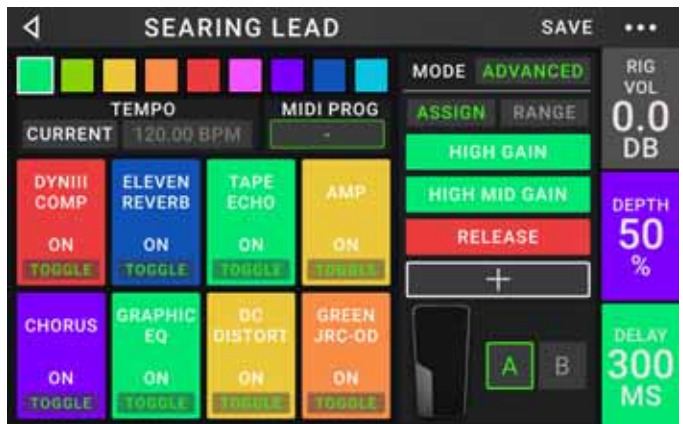 SEARING LEAD
SAVE
TEMPO
MIDI PROG
CURRENT
120.00 BPM
-
DYNIII
COMP
ON
TOGGLE
ELEVEN
REVERB
ON
TOGGLE
TAPE
ECHO
ON
TOGGLE
AMP
ON
TOGGLE
CHORUS
ON
TOGGLE
GRAPHIC
EQ
ON
TOGGLE
DC
DISTORT
ON
TOGGLE
GREEN
JRC-OD
ON
TOGGLE
MODE ADVANCED
ASSIGN RANGE
HIGH GAIN
HIGH MID GAIN
RELEASE
+
A B
RIG
VOL
0.0
DB
DEPTH
50
%
DELAY
300
MS